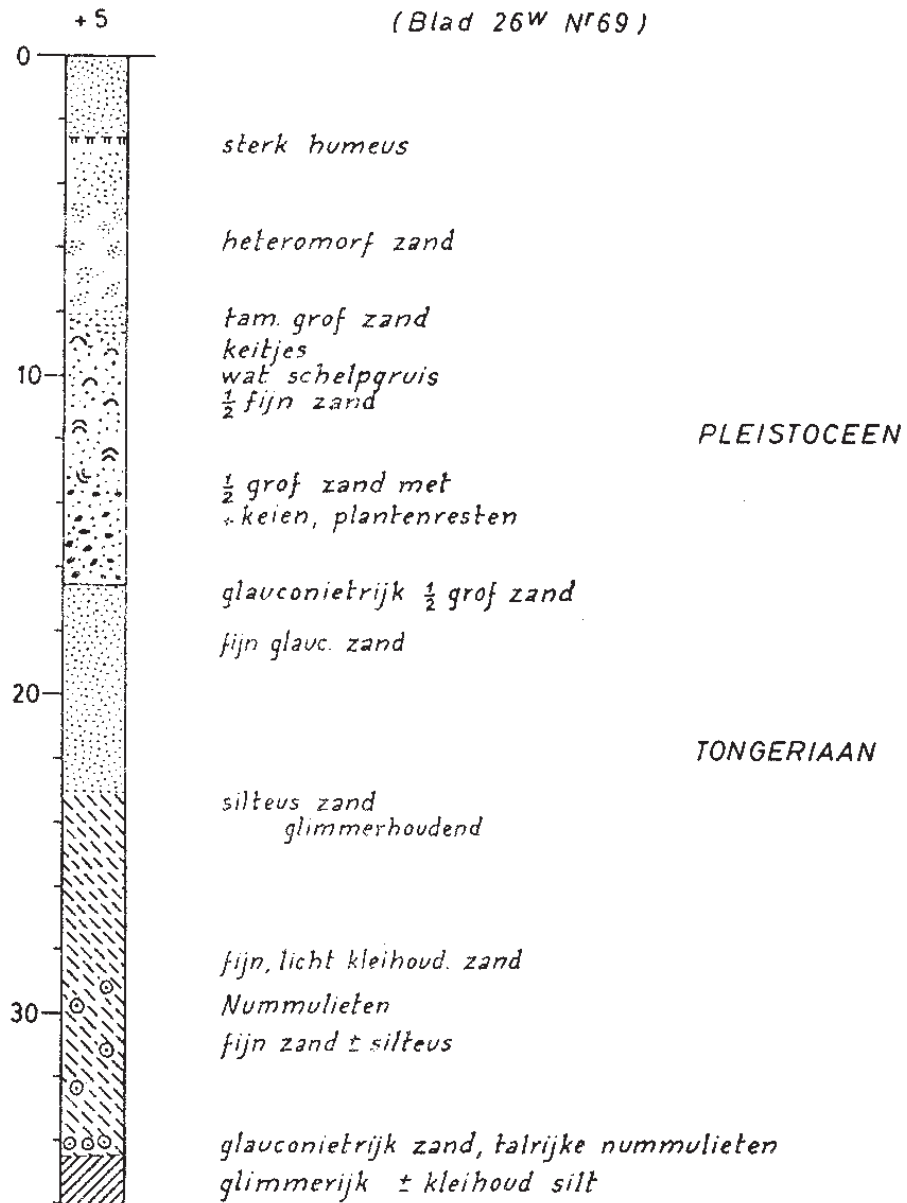 +5 (Blad 26ᵂ Nʳ69)
0
sterk humeus
heteromorf zand
tam. grof zand
keitjes
10 wat schelpgruis
½ fijn zand
PLEISTOCEEN
½ grof zand met
+ keien, plantenresten
glauconietrijk ½ grof zand
fijn glauc. zand
20
TONGERIAAN
silteus zand
glimmerhoudend
fijn, licht kleihoud. zand
30 Nummulieten
fijn zand ± silteus
glauconietrijk zand, talrijke nummulieten
glimmerijk ± kleihoud silt